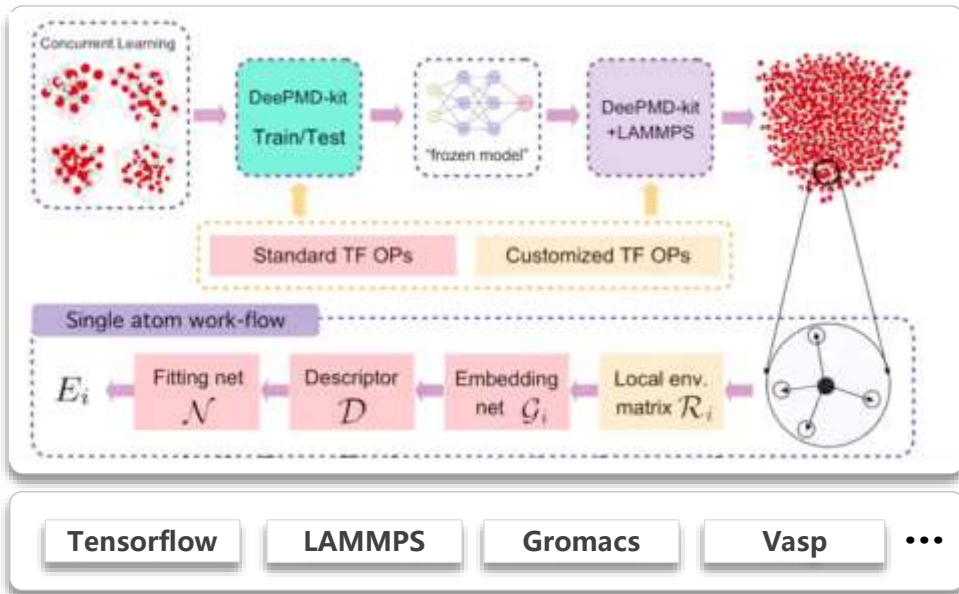 Concurrent Learning
DeePMD-kit
Train/Test
"frozen model"
DeePMD-kit
+LAMMPS
Standard TF OPs
Customized TF OPs
Single atom work-flow
E_i
Fitting net
𝒩
Descriptor
𝒟
Embedding
net 𝒢_i
Local env.
matrix ℛ_i
Tensorflow
LAMMPS
Gromacs
Vasp
•••